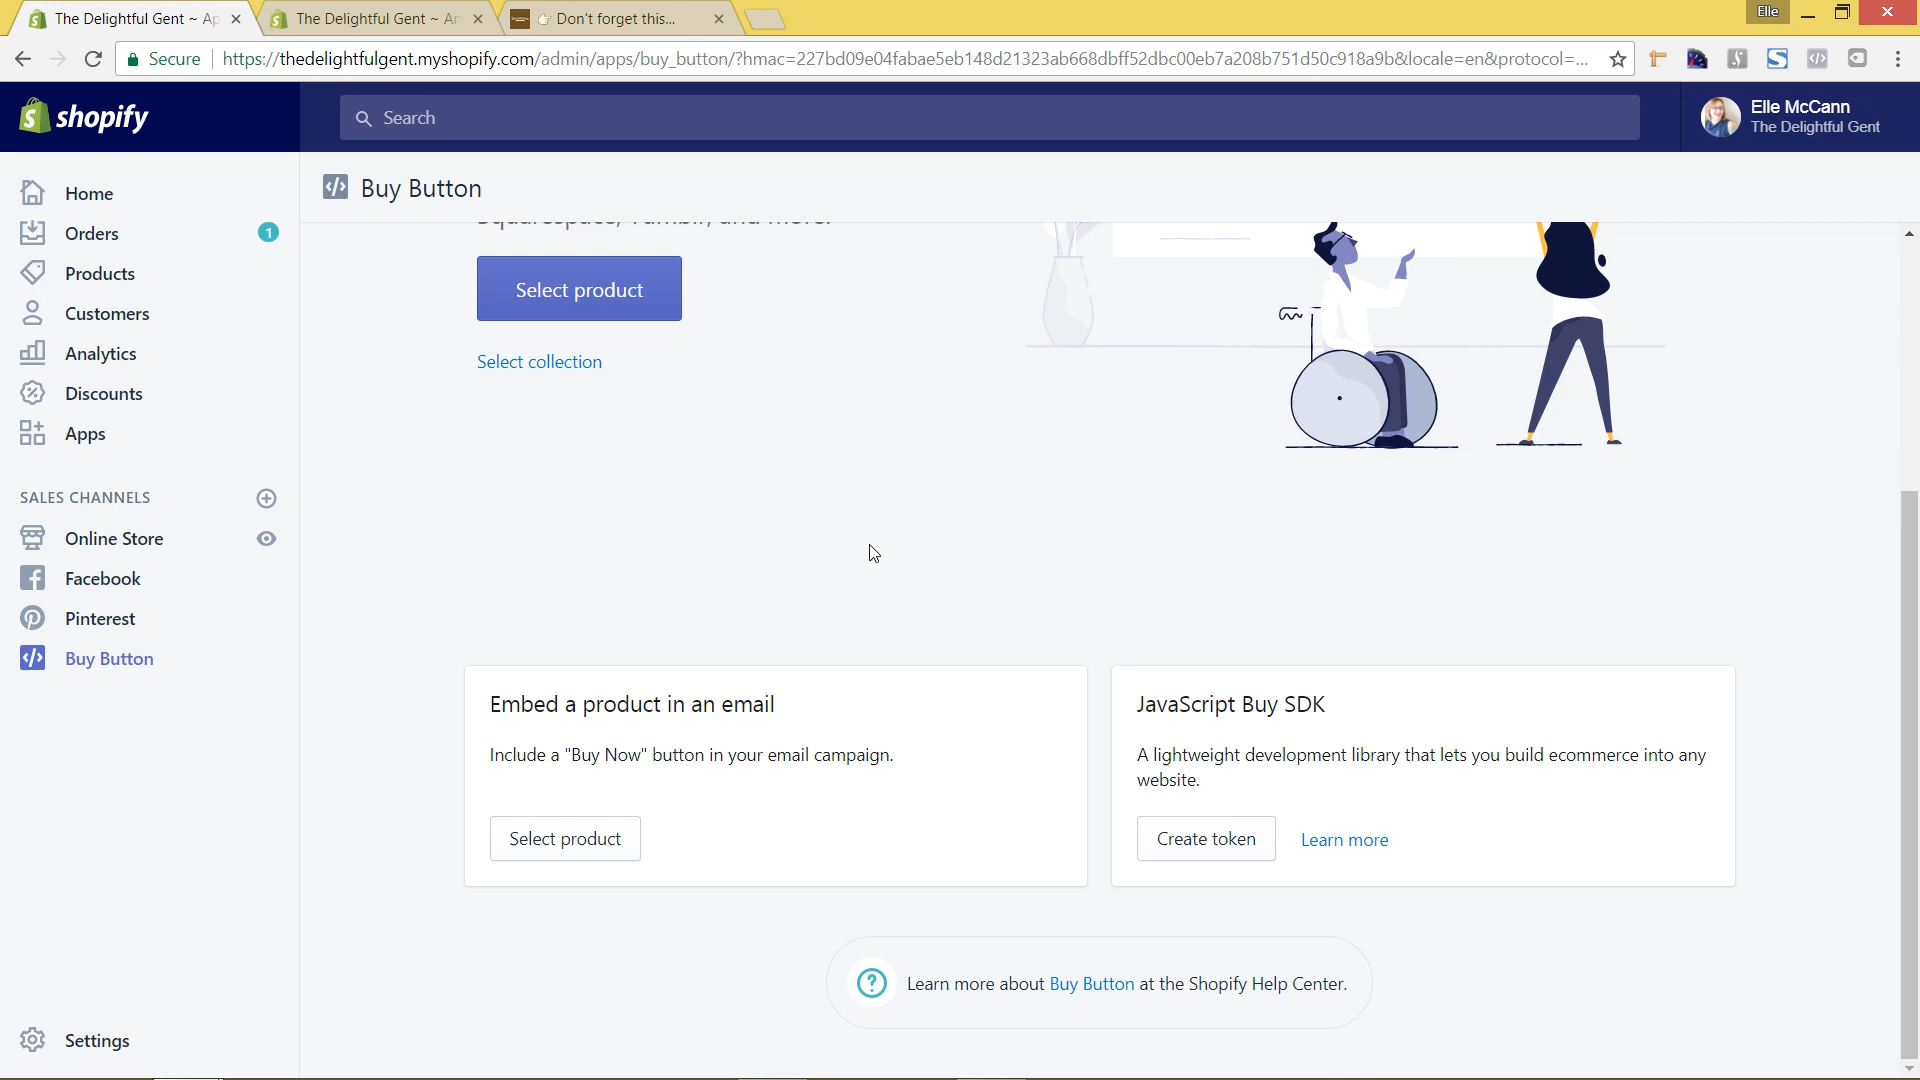 The Delightful Gent ~ Ap
The Delightful Gent ~ Ar
Don't forget this...
Elle
Secure
https://thedelightfulgent.myshopify.com/admin/apps/buy_button/?hmac=227bd09e04fabae5eb148d21323ab668dbff52dbc00eb7a208b751d50c918a9b&locale=en&protocol=...
shopify
Search
Elle McCann
The Delightful Gent
Home
Orders
1
Products
Customers
Analytics
Discounts
Apps
SALES CHANNELS
Online Store
Facebook
Pinterest
Buy Button
Settings
Buy Button
Squarespace, Tumblr, and more.
Select product
Select collection
Embed a product in an email
Include a "Buy Now" button in your email campaign.
Select product
JavaScript Buy SDK
A lightweight development library that lets you build ecommerce into any
website.
Create token
Learn more
Learn more about Buy Button at the Shopify Help Center.